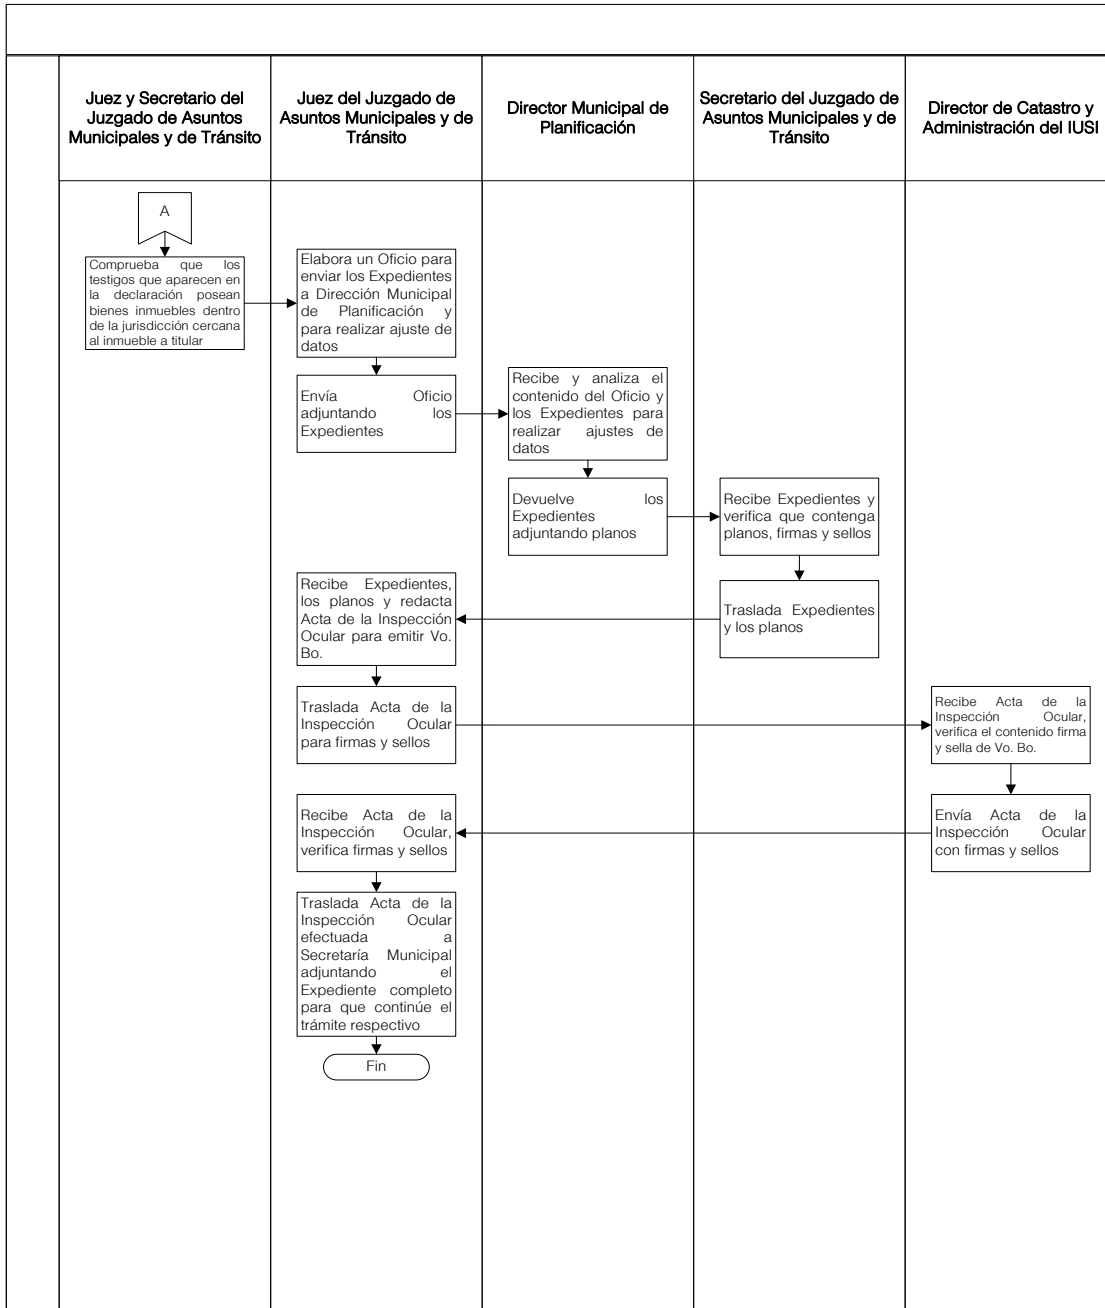 Juez y Secretario del
Juzgado de Asuntos
Municipales y de Tránsito
Juez del Juzgado de
Asuntos Municipales y de
Tránsito
Director Municipal de
Planificación
Secretario del Juzgado de
Asuntos Municipales y de
Tránsito
Director de Catastro y
Administración del IUSI
A
Comprueba que los
testigos que aparecen en
la declaración posean
bienes inmuebles dentro
de la jurisdicción cercana
al inmueble a titular
Elabora un Oficio para
enviar los Expedientes
a Dirección Municipal
de Planificación y
para realizar ajuste de
datos
Envía Oficio
adjuntando los
Expedientes
Recibe y analiza el
contenido del Oficio y
los Expedientes para
realizar ajustes de
datos
Devuelve los
Expedientes
adjuntando planos
Recibe Expedientes y
verifica que contenga
planos, firmas y sellos
Traslada Expedientes
y los planos
Recibe Expedientes,
los planos y redacta
Acta de la Inspección
Ocular para emitir Vo.
Bo.
Traslada Acta de la
Inspección Ocular
para firmas y sellos
Recibe Acta de la
Inspección Ocular,
verifica el contenido firma
y sella de Vo. Bo.
Envía Acta de la
Inspección Ocular
con firmas y sellos
Recibe Acta de la
Inspección Ocular,
verifica firmas y sellos
Traslada Acta de la
Inspección Ocular
efectuada a
Secretaría Municipal
adjuntando el
Expediente completo
para que continúe el
trámite respectivo
Fin